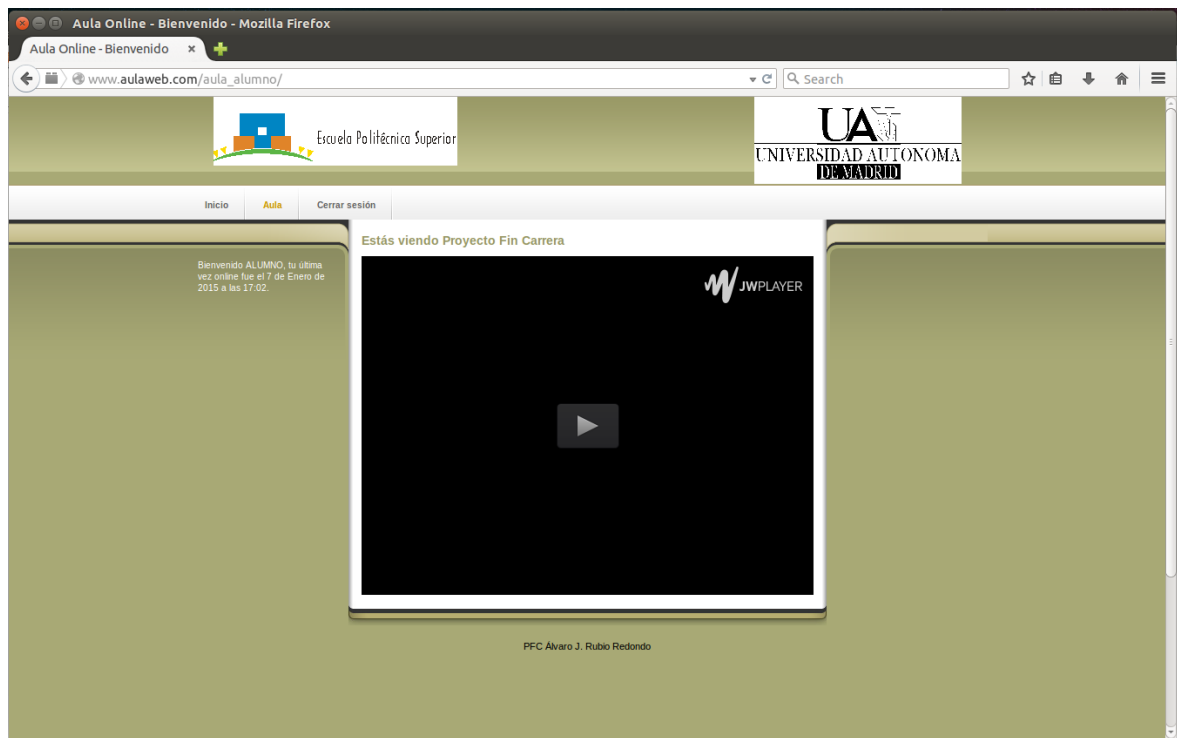 Aula Online - Bienvenido - Mozilla Firefox
Aula Online - Bienvenido
www.aulaweb.com/aula_alumno/
Search
Escuela Politécnica Superior
UA
UNIVERSIDAD AUTONOMA
DE MADRID
Inicio
Aula
Cerrar sesión
Estás viendo Proyecto Fin Carrera
Bienvenido ALUMNO, tu última
vez online fue el 7 de Enero de
2015 a las 17:02.
JWPLAYER
PFC Álvaro J. Rubio Redondo